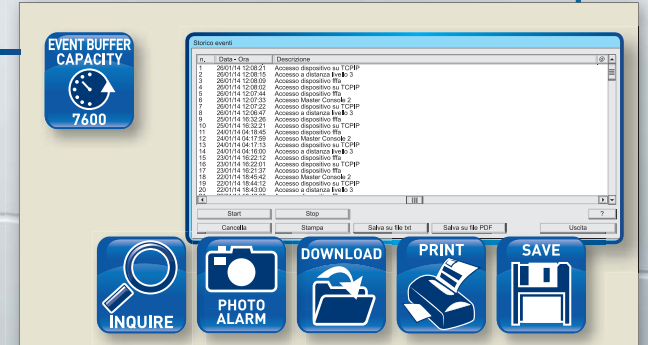 EVENT BUFFER
CAPACITY
7600
Storico eventi
n. Data - Ora Descrizione @
1 26/01/14 12:08:21 Accesso dispositivo su TCPIP
2 26/01/14 12:08:15 Accesso a distanza livello 3
3 26/01/14 12:08:09 Accesso dispositivo ffa
4 26/01/14 12:08:02 Accesso dispositivo su TCPIP
5 26/01/14 12:07:44 Accesso dispositivo ffa
6 26/01/14 12:07:33 Accesso Master Console 2
7 26/01/14 12:07:22 Accesso dispositivo su TCPIP
8 26/01/14 12:06:47 Accesso a distanza livello 3
9 25/01/14 16:32:26 Accesso dispositivo ffa
10 25/01/14 16:32:21 Accesso dispositivo su TCPIP
11 24/01/14 04:18:45 Accesso dispositivo ffa
12 24/01/14 04:17:59 Accesso Master Console 2
13 24/01/14 04:17:13 Accesso dispositivo su TCPIP
14 24/01/14 04:16:00 Accesso a distanza livello 3
15 23/01/14 16:22:12 Accesso dispositivo ffa
16 23/01/14 16:22:01 Accesso dispositivo su TCPIP
17 23/01/14 16:21:37 Accesso dispositivo ffa
18 22/01/14 18:45:42 Accesso Master Console 2
19 22/01/14 18:44:12 Accesso dispositivo su TCPIP
20 22/01/14 18:43:00 Accesso a distanza livello 3
Start Stop ?
Cancella Stampa Salva su file txt Salva su file PDF Uscita
INQUIRE
PHOTO
ALARM
DOWNLOAD
PRINT
SAVE